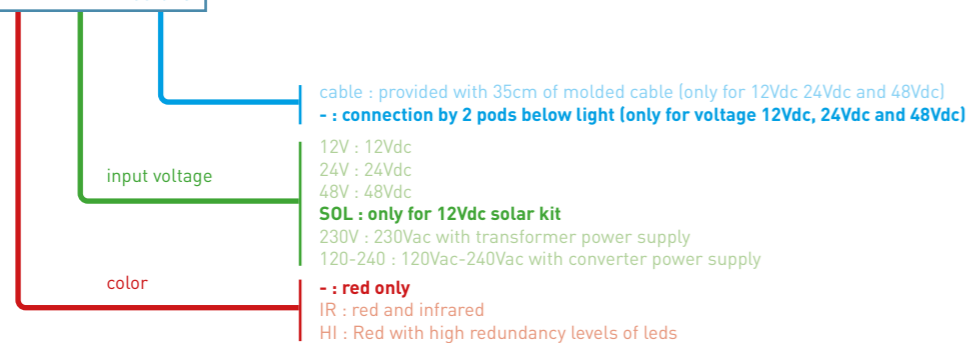 cable : provided with 35cm of molded cable (only for 12Vdc 24Vdc and 48Vdc)
- : connection by 2 pods below light (only for voltage 12Vdc, 24Vdc and 48Vdc)
input voltage
12V : 12Vdc
24V : 24Vdc
48V : 48Vdc
SOL : only for 12Vdc solar kit
230V : 230Vac with transformer power supply
120-240 : 120Vac-240Vac with converter power supply
color
- : red only
IR : red and infrared
HI : Red with high redundancy levels of leds